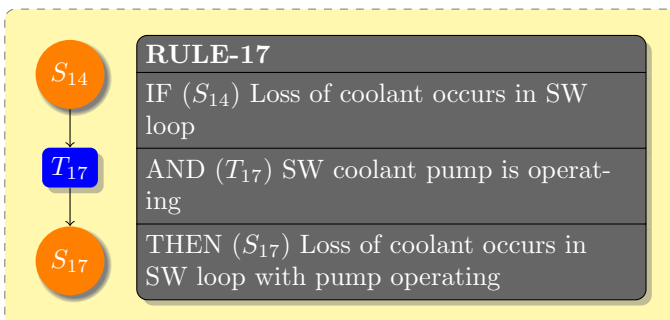 S14
T17
S17
RULE-17
IF (S14) Loss of coolant occurs in SW
loop
AND (T17) SW coolant pump is operat-
ing
THEN (S17) Loss of coolant occurs in
SW loop with pump operating